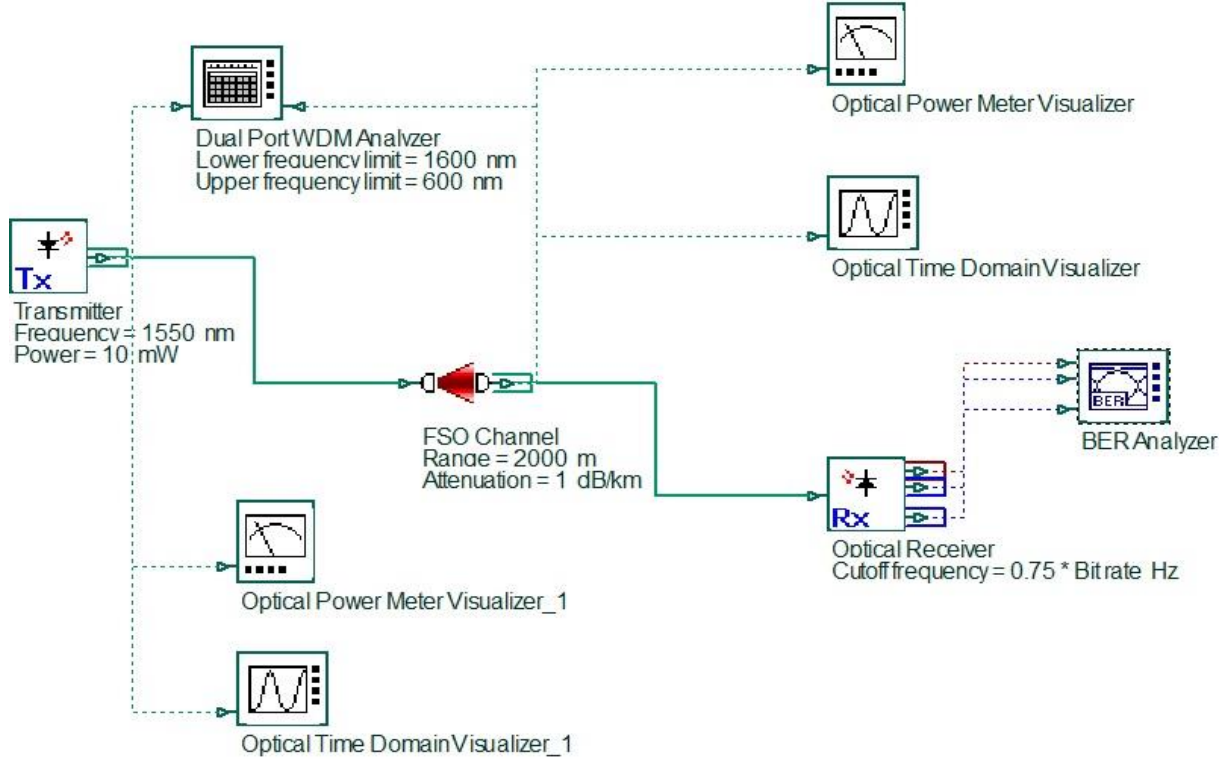 Optical Power Meter Visualizer
Dual Port WDM Analyzer
Lower frequency limit = 1600 nm
Upper frequency limit = 600 nm
Optical Time Domain Visualizer
Tx
Transmitter
Frequency = 1550 nm
Power = 10 mW
FSO Channel
Range = 2000 m
Attenuation = 1 dB/km
BER
BER Analyzer
Rx
Optical Receiver
Cutoff frequency = 0.75 * Bit rate Hz
Optical Power Meter Visualizer_1
Optical Time Domain Visualizer_1